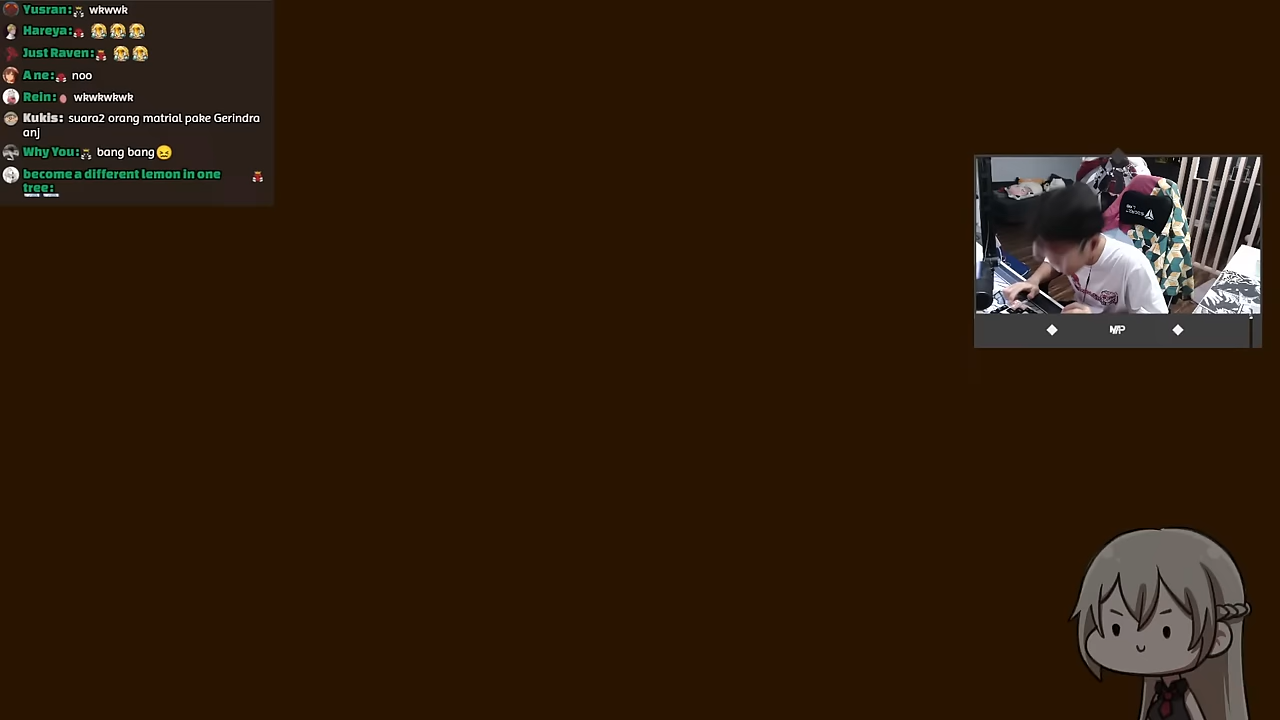 Yusran: wkwwk
Hareya:
Just Raven:
A ne: noo
Rein: wkwkwkwk
Kukis: suara2 orang matrial pake Gerindra
anj
Why You: bang bang
become a different lemon in one
tree: